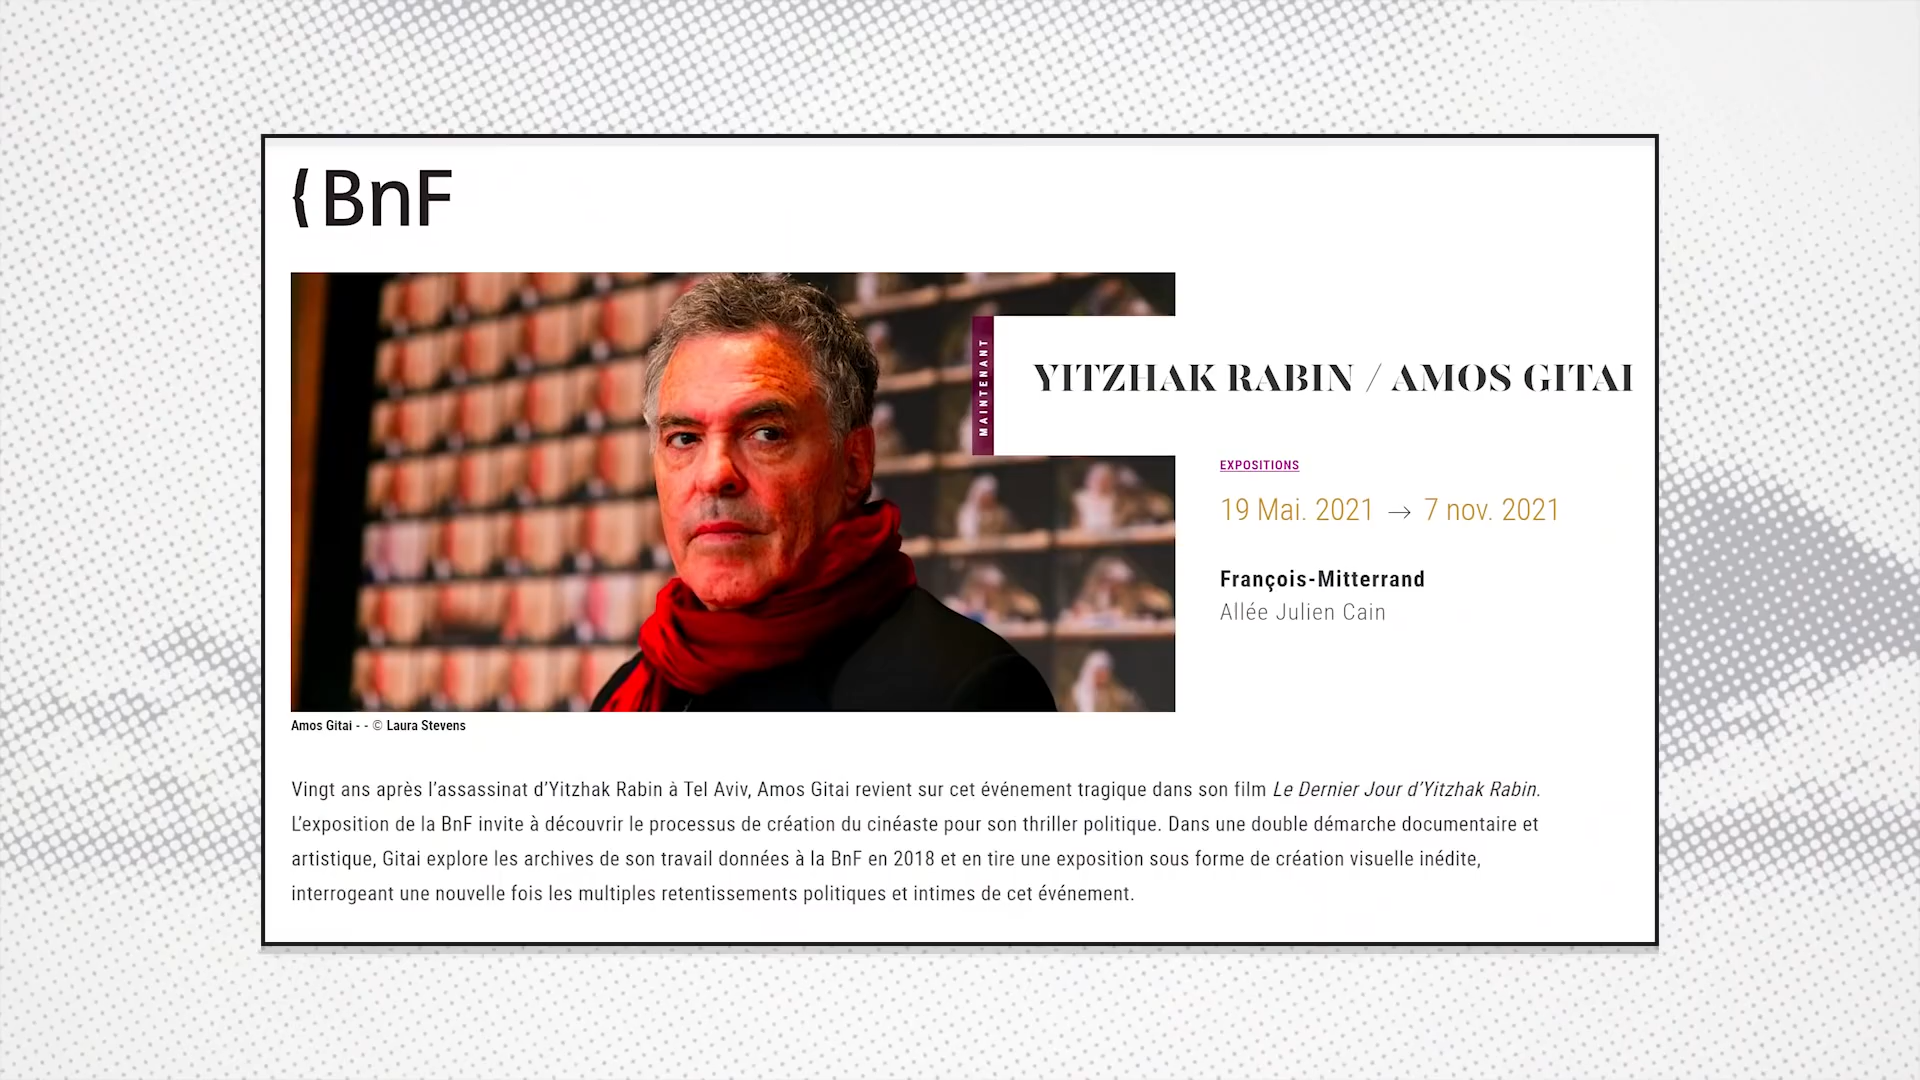 {BnF
MAINTENANT
YITZHAK RABIN / AMOS GITAI
EXPOSITIONS
19 Mai. 2021 → 7 nov. 2021
François-Mitterrand
Allée Julien Cain
Amos Gitai - - © Laura Stevens
Vingt ans après l’assassinat d’Yitzhak Rabin à Tel Aviv, Amos Gitai revient sur cet événement tragique dans son film Le Dernier Jour d’Yitzhak Rabin.
L’exposition de la BnF invite à découvrir le processus de création du cinéaste pour son thriller politique. Dans une double démarche documentaire et
artistique, Gitai explore les archives de son travail données à la BnF en 2018 et en tire une exposition sous forme de création visuelle inédite,
interrogeant une nouvelle fois les multiples retentissements politiques et intimes de cet événement.